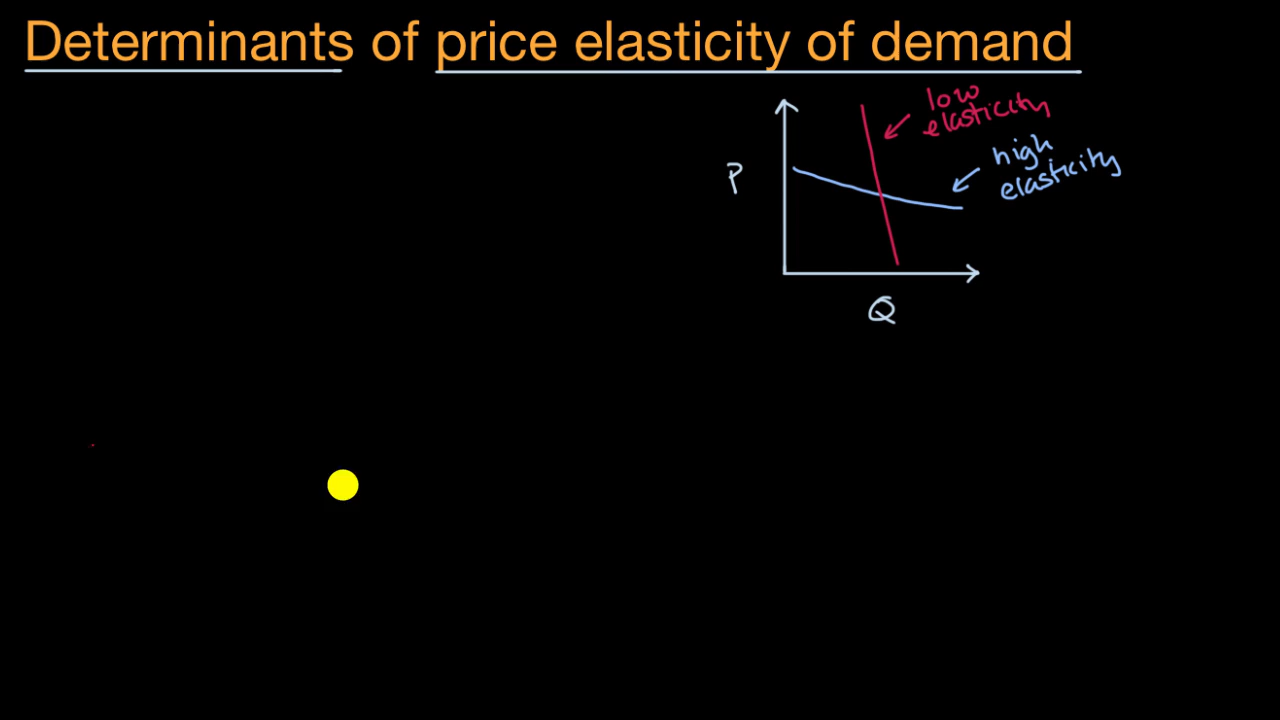 Determinants of price elasticity of demand
low
elasticity
high
elasticity
P
Q